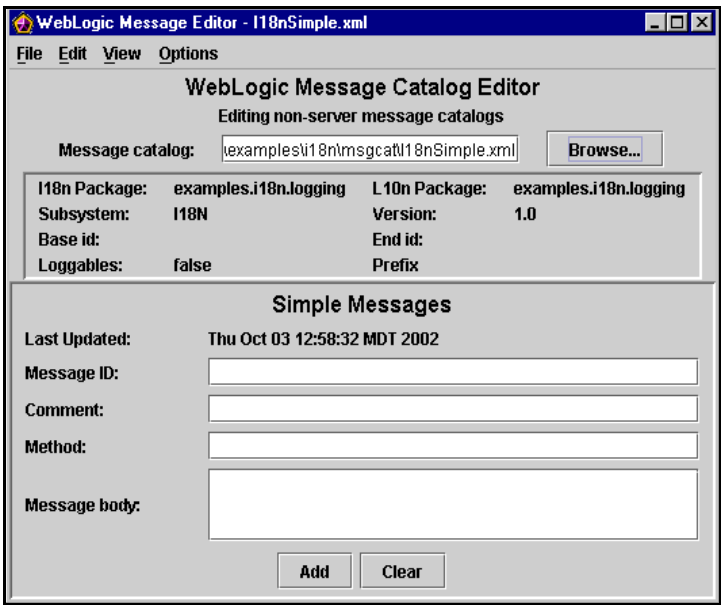 WebLogic Message Editor - I18nSimple.xml
File Edit View Options
WebLogic Message Catalog Editor
Editing non-server message catalogs
Message catalog: \examples\i18n\msgcat\I18nSimple.xml Browse...
I18n Package: examples.i18n.logging L10n Package: examples.i18n.logging
Subsystem: I18N Version: 1.0
Base id: End id:
Loggables: false Prefix
Simple Messages
Last Updated: Thu Oct 03 12:58:32 MDT 2002
Message ID:
Comment:
Method:
Message body:
Add Clear